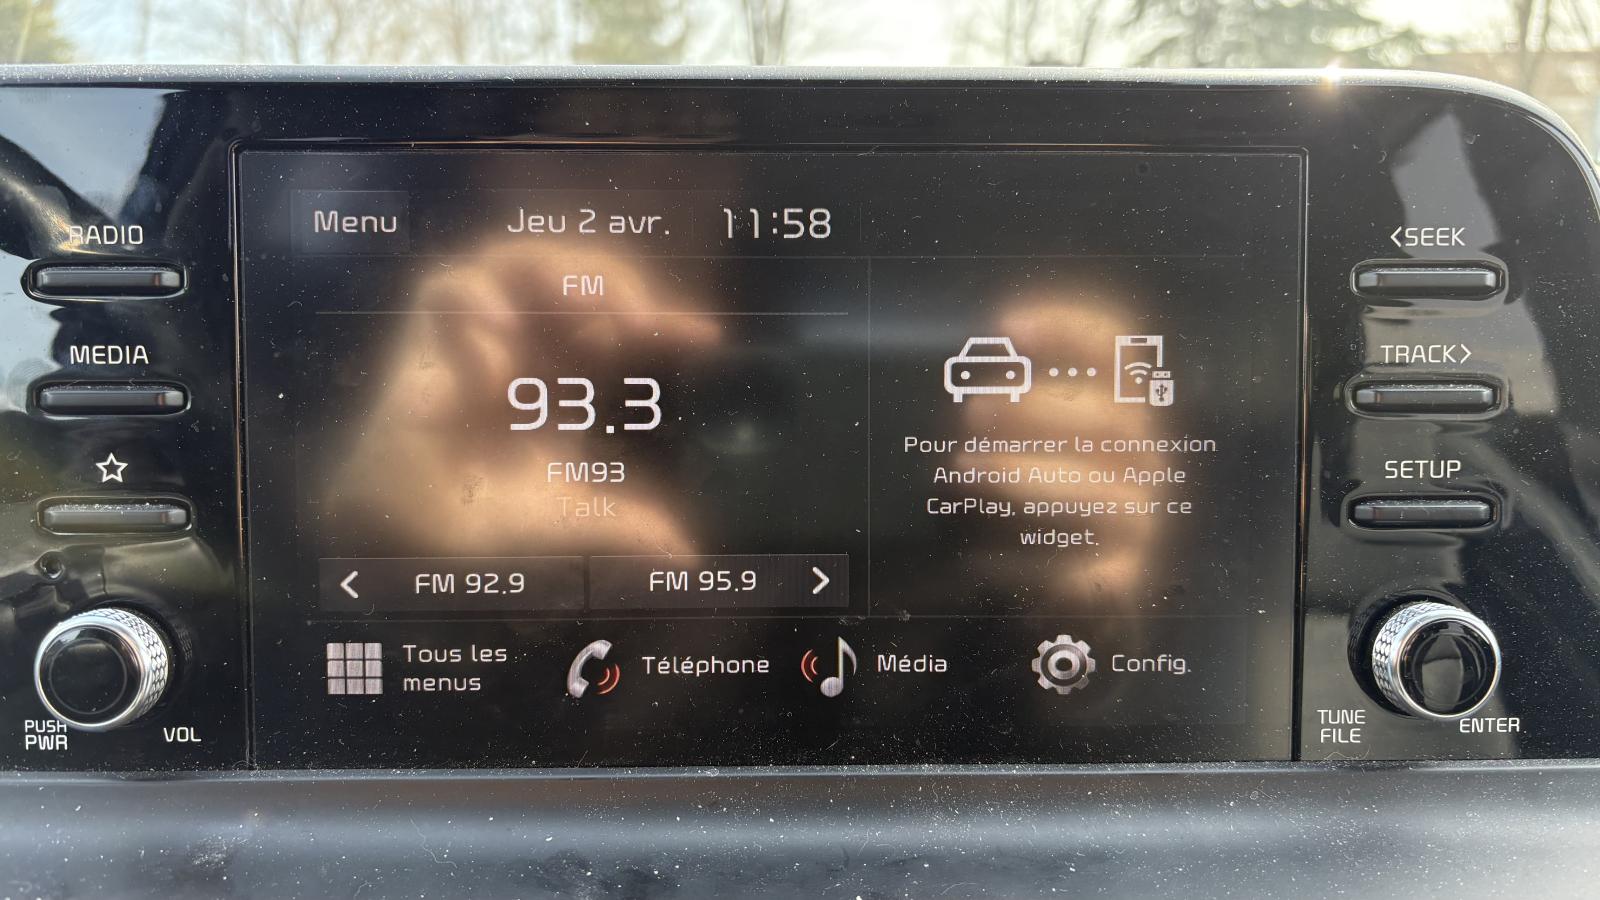 RADIO
MEDIA
PUSH
PWR
VOL
Menu
Jeu 2 avr.
11:58
FM
93.3
FM93
Talk
FM 92.9
FM 95.9
Pour démarrer la connexion
Android Auto ou Apple
CarPlay, appuyez sur ce
widget.
Tous les
menus
Téléphone
Média
Config.
<SEEK
TRACK>
SETUP
TUNE
FILE
ENTER